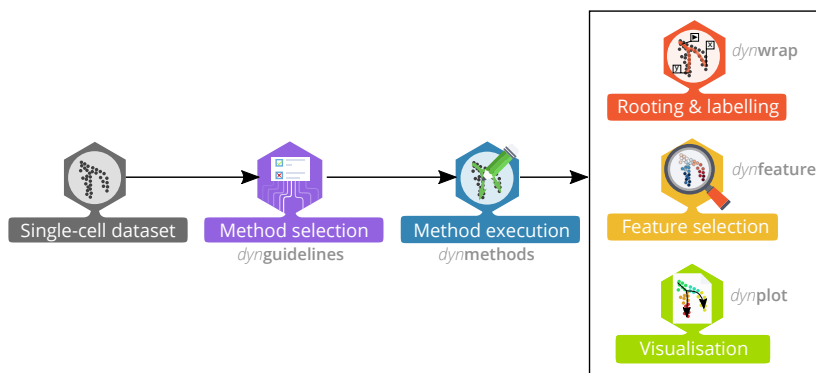 Single-cell dataset
Method selection
dynguidelines
Method execution
dynmethods
dynwrap
Rooting & labelling
dynfeature
Feature selection
dynplot
Visualisation